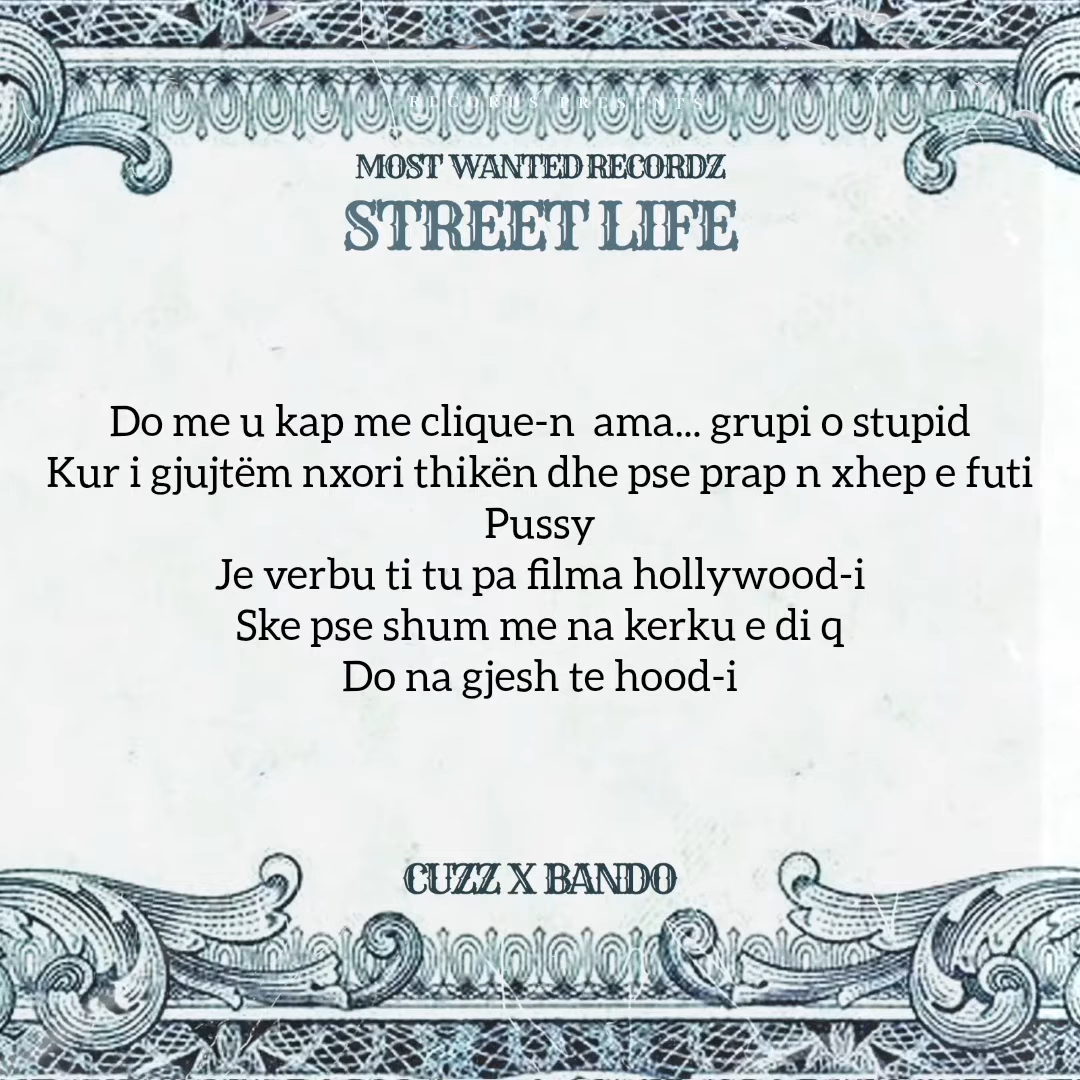 RECORDS PRESENTS
MOST WANTED RECORDZ
STREET LIFE
Do me u kap me clique-n ama... grupi o stupid
Kur i gjujtëm nxori thikën dhe pse prap n xhep e futi
Pussy
Je verbu ti tu pa filma hollywood-i
Ske pse shum me na kerku e di q
Do na gjesh te hood-i
CUZZ X BANDO